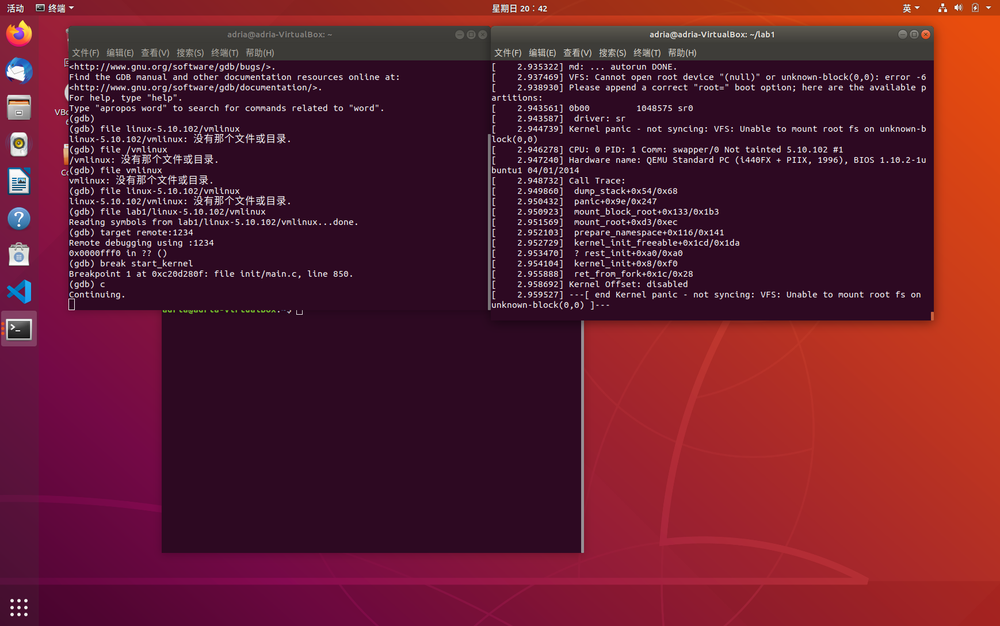 活动
终端
星期日 20：42
英
回
VBo
6
Co
adria@adria-VirtualBox: ~
文件(F) 编辑(E) 查看(V) 搜索(S) 终端(T) 帮助(H)
<http://www.gnu.org/software/gdb/bugs/>.
Find the GDB manual and other documentation resources online at:
<http://www.gnu.org/software/gdb/documentation/>.
For help, type "help".
Type "apropos word" to search for commands related to "word".
(gdb)
(gdb) file linux-5.10.102/vmlinux
linux-5.10.102/vmlinux: 没有那个文件或目录.
(gdb) file /vmlinux
/vmlinux: 没有那个文件或目录.
(gdb) file vmlinux
vmlinux: 没有那个文件或目录.
(gdb) file linux-5.10.102/vmlinux
linux-5.10.102/vmlinux: 没有那个文件或目录.
(gdb) file lab1/linux-5.10.102/vmlinux
Reading symbols from lab1/linux-5.10.102/vmlinux...done.
(gdb) target remote:1234
Remote debugging using :1234
0x0000fff0 in ?? ()
(gdb) break start_kernel
Breakpoint 1 at 0xc20d280f: file init/main.c, line 850.
(gdb) c
Continuing.
adria@adria-VirtualBox:~$
adria@adria-VirtualBox: ~/lab1
文件(F) 编辑(E) 查看(V) 搜索(S) 终端(T) 帮助(H)
[    2.935322] md: ... autorun DONE.
[    2.937469] VFS: Cannot open root device "(null)" or unknown-block(0,0): error -6
[    2.938930] Please append a correct "root=" boot option; here are the available p
artitions:
[    2.943561] 0b00         1048575 sr0
[    2.943587]  driver: sr
[    2.944739] Kernel panic - not syncing: VFS: Unable to mount root fs on unknown-b
lock(0,0)
[    2.946278] CPU: 0 PID: 1 Comm: swapper/0 Not tainted 5.10.102 #1
[    2.947240] Hardware name: QEMU Standard PC (i440FX + PIIX, 1996), BIOS 1.10.2-1u
buntu1 04/01/2014
[    2.948732] Call Trace:
[    2.949860]  dump_stack+0x54/0x68
[    2.950432]  panic+0x9e/0x247
[    2.950923]  mount_block_root+0x133/0x1b3
[    2.951569]  mount_root+0xd3/0xec
[    2.952103]  prepare_namespace+0x116/0x141
[    2.952729]  kernel_init_freeable+0x1cd/0x1da
[    2.953470]  ? rest_init+0xa0/0xa0
[    2.954104]  kernel_init+0x8/0xf0
[    2.955888]  ret_from_fork+0x1c/0x28
[    2.958692] Kernel Offset: disabled
[    2.959527] ---[ end Kernel panic - not syncing: VFS: Unable to mount root fs on
unknown-block(0,0) ]---